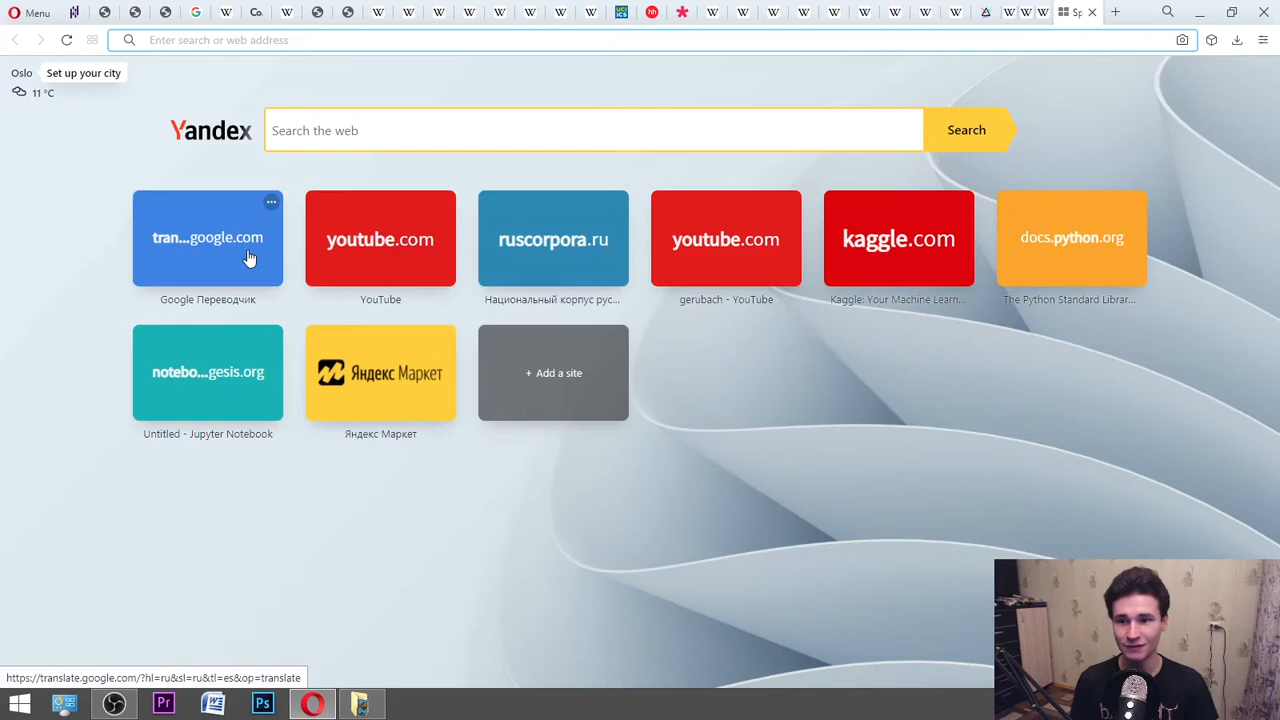 Menu
Sp
Enter search or web address
Oslo
Set up your city
11 °C
Yandex
Search the web
Search
tran...google.com
youtube.com
ruscorpora.ru
youtube.com
kaggle.com
docs.python.org
Google Переводчик
YouTube
Национальный корпус рус...
gerubach - YouTube
Kaggle: Your Machine Learn...
The Python Standard Librar...
notebo...gesis.org
Яндекс Маркет
+ Add a site
Untitled - Jupyter Notebook
Яндекс Маркет
https://translate.google.com/?hl=ru&sl=ru&tl=es&op=translate
Pr
W
Ps